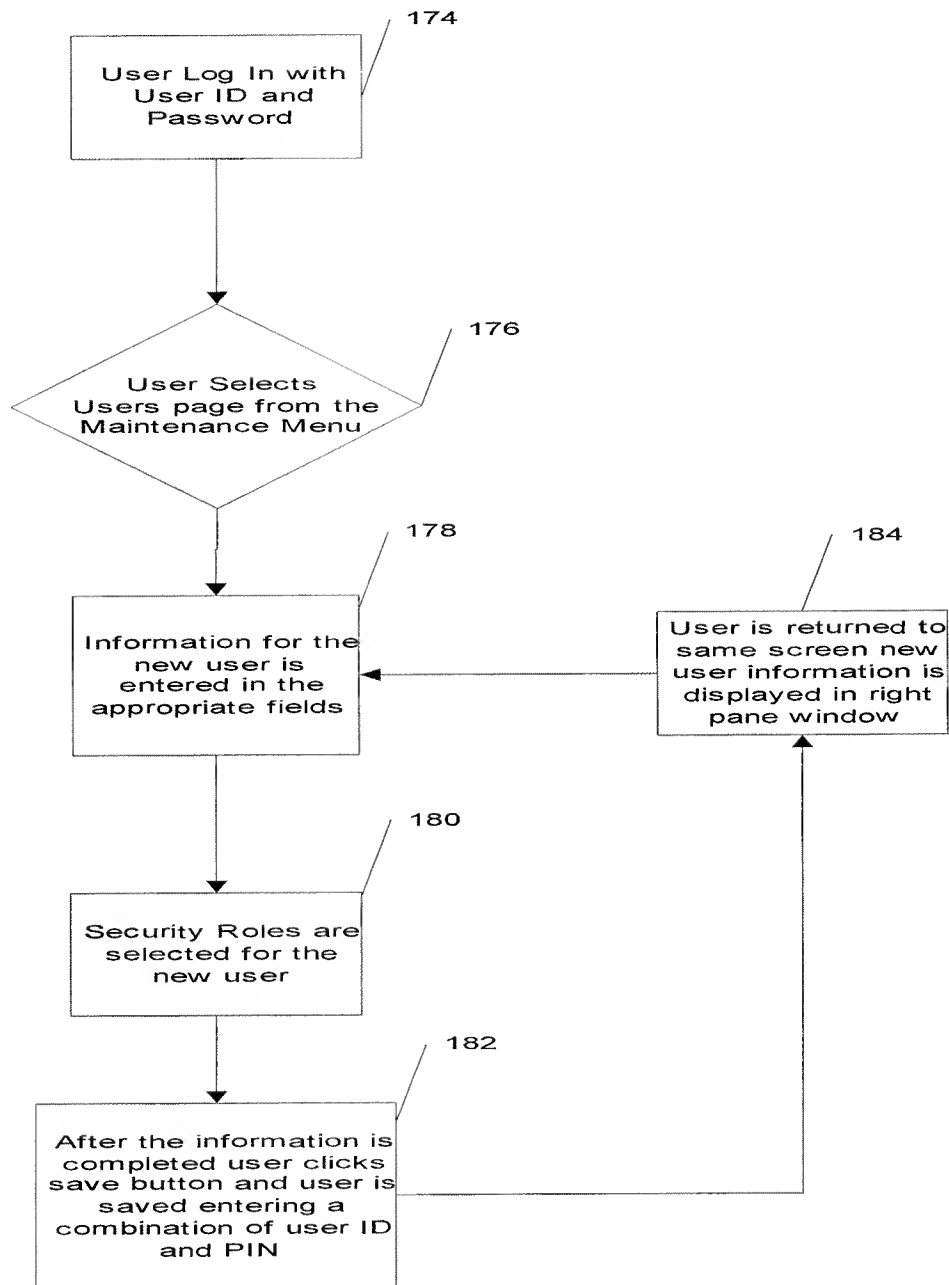 174
User Log In with
User ID and
Password
176
User Selects
Users page from the
Maintenance Menu
178
Information for the
new user is
entered in the
appropriate fields
184
User is returned to
same screen new
user information is
displayed in right
pane window
180
Security Roles are
selected for the
new user
182
After the information is
completed user clicks
save button and user is
saved entering a
combination of user ID
and PIN